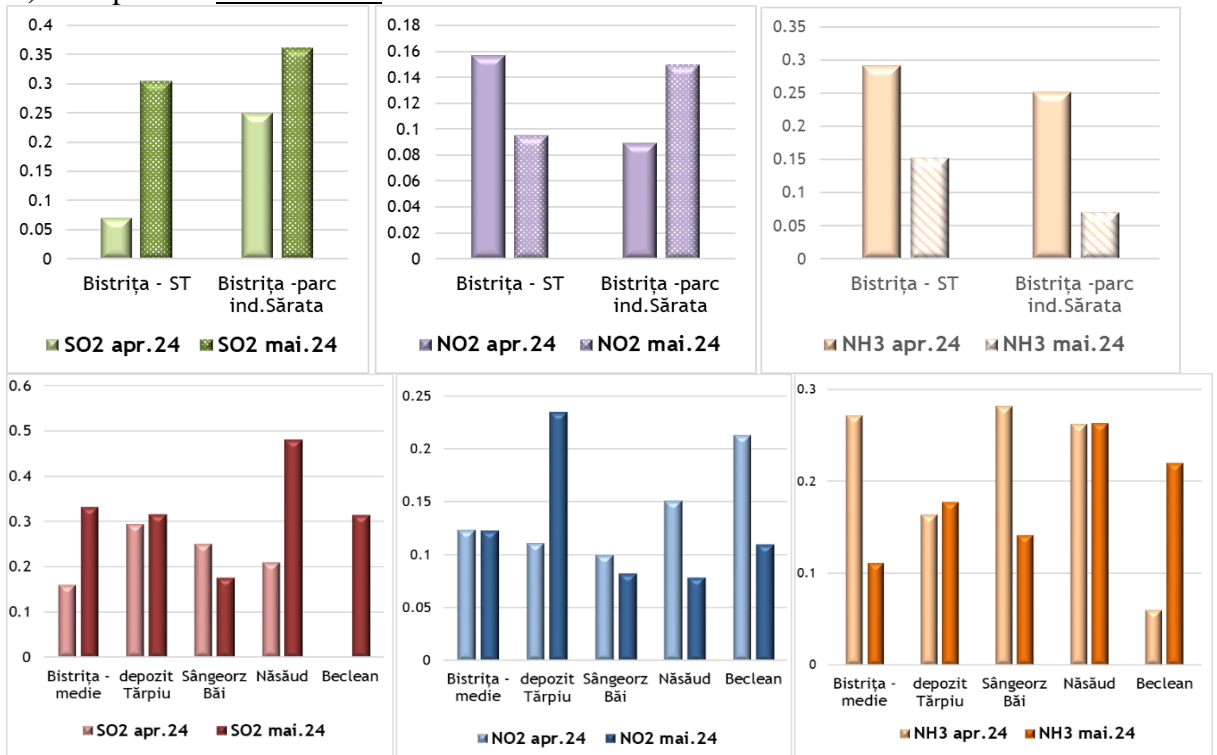 0.4
0.35
0.3
0.25
0.2
0.15
0.1
0.05
0
Bistrița - ST Bistrița -parc
ind.Sărata
SO2 apr.24 SO2 mai.24
0.18
0.16
0.14
0.12
0.1
0.08
0.06
0.04
0.02
0
Bistrița - ST Bistrița -parc
ind.Sărata
NO2 apr.24 NO2 mai.24
0.35
0.3
0.25
0.2
0.15
0.1
0.05
0
Bistrița - ST Bistrița -parc
ind.Sărata
NH3 apr.24 NH3 mai.24
0.6
0.5
0.4
0.3
0.2
0.1
0
Bistrița - depozit Sângeorz Năsăud Beclean
medie Tărpiu Băi
SO2 apr.24 SO2 mai.24
0.25
0.2
0.15
0.1
0.05
0
Bistrița - depozit Sângeorz Năsăud Beclean
medie Tărpiu Băi
NO2 apr.24 NO2 mai.24
0.3
0.2
0.1
0
Bistrița - depozit Sângeorz Năsăud Beclean
medie Tărpiu Băi
NH3 apr.24 NH3 mai.24